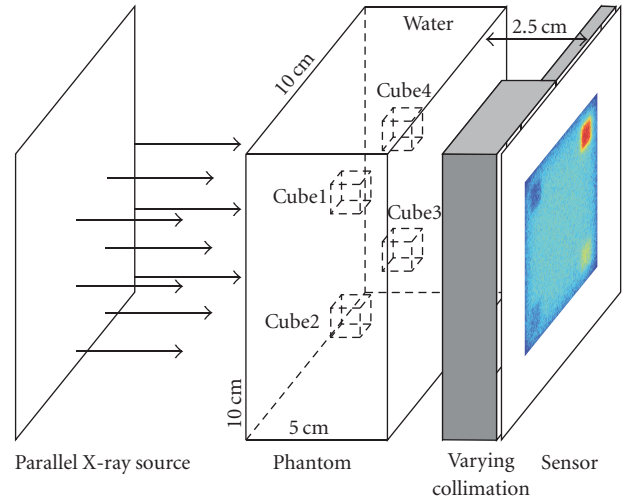 Water
2.5 cm
10 cm
Cube4
Cube1
Cube3
Cube2
10 cm
5 cm
Parallel X-ray source
Phantom
Varying
collimation
Sensor